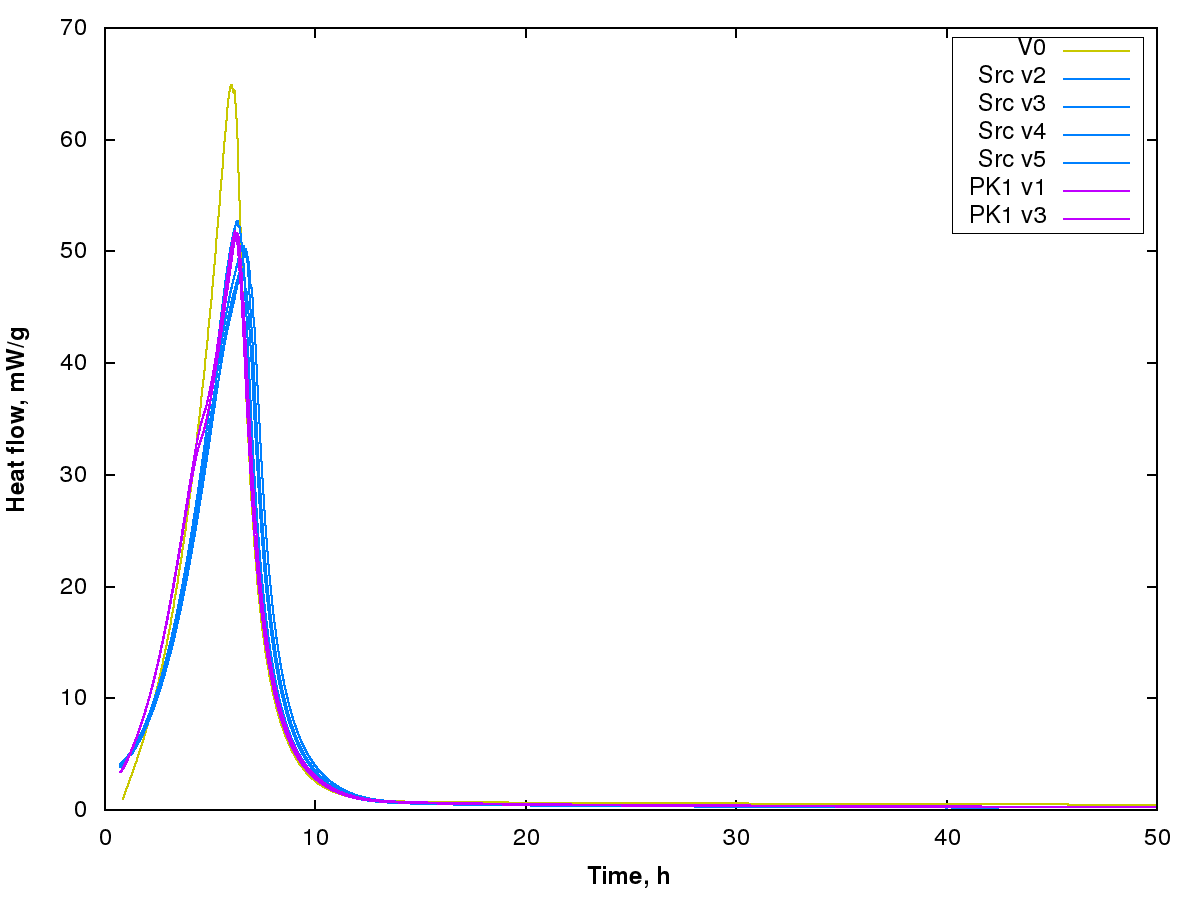 70
60
50
40
30
20
10
0
0 10 20 30 40 50
Heat flow, mW/g
Time, h
V0
Src v2
Src v3
Src v4
Src v5
PK1 v1
PK1 v3